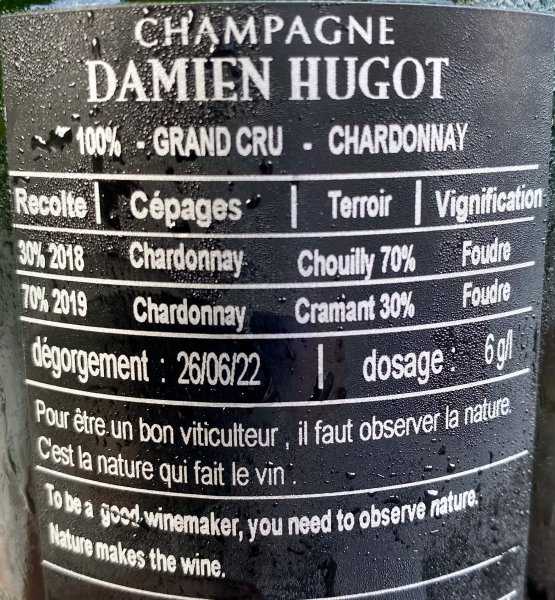 CHAMPAGNE
DAMIEN HUGOT
100% - GRAND CRU - CHARDONNAY
Recolte | Cépages | Terroir | Vignification
30% 2018 Chardonnay Chouilly 70% Foudre
70% 2019 Chardonnay Cramant 30% Foudre
dégorgement : 26/06/22 | dosage : 6 g/l
Pour être un bon viticulteur , il faut observer la nature.
C'est la nature qui fait le vin .
To be a good winemaker, you need to observe nature.
Nature makes the wine.